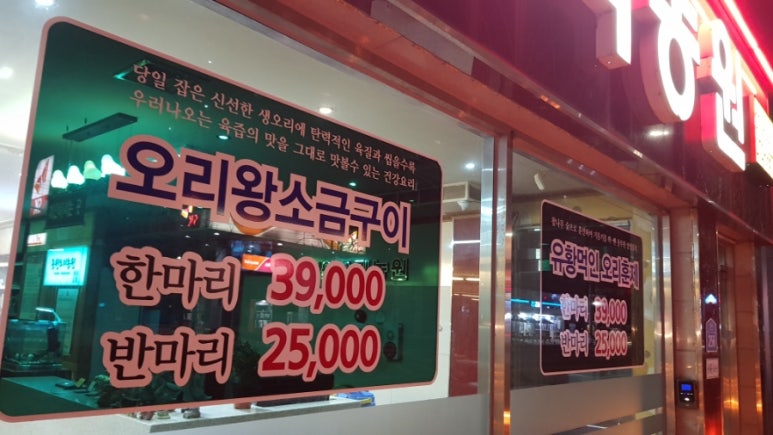 당일 잡은 신선한 생오리에 탄력적인 육질과 씹을수록
우러나오는 육즙의 맛을 그대로 맛볼수 있는 건강요리
오리왕소금구이
한마리 39,000
반마리 25,000
유황먹인 오리훈제
한마리 39,000
반마리 25,000